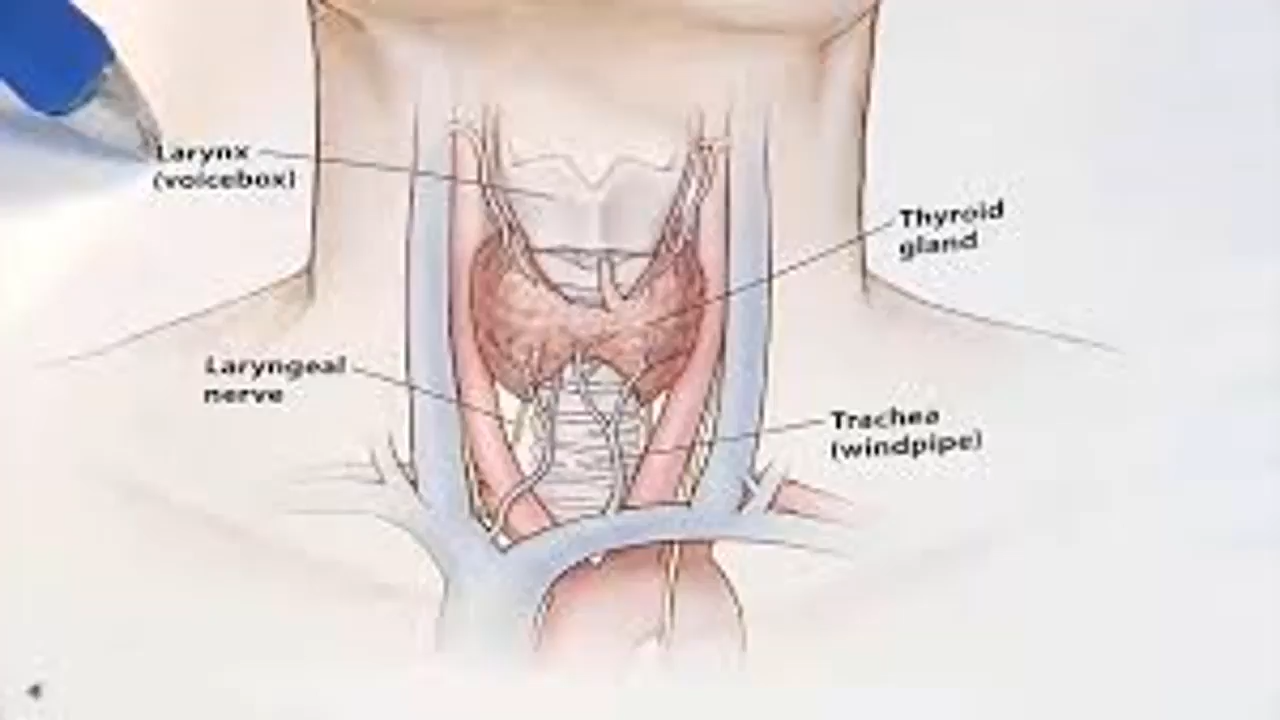 Larynx
(voicebox)
Thyroid
gland
Laryngeal
nerve
Trachea
(windpipe)